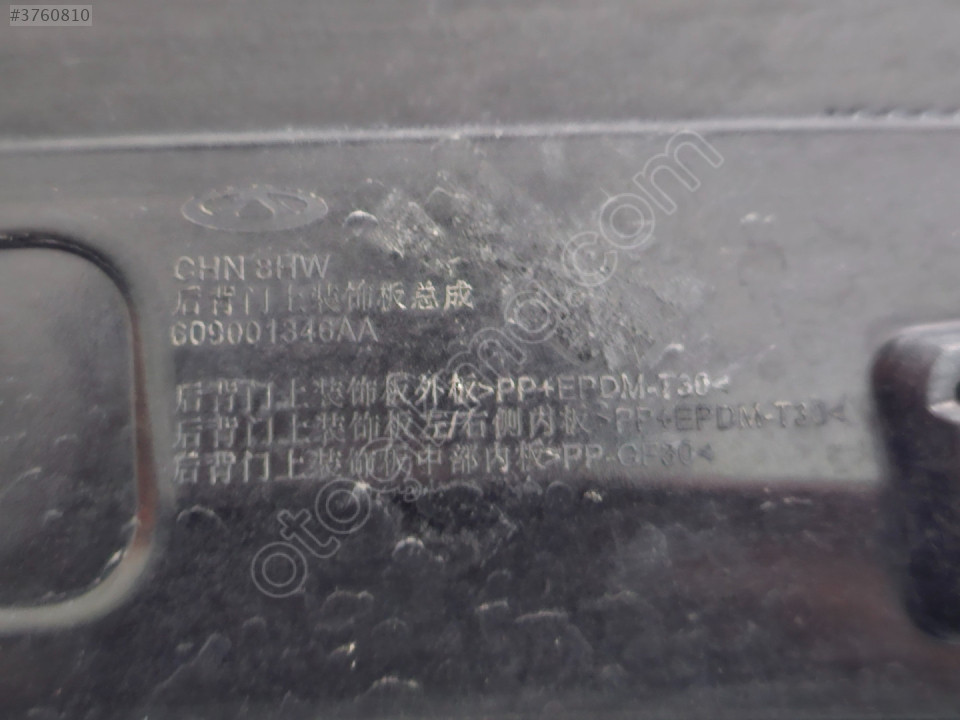 #3760810
CHN 8HW
后背门上装饰板总成
609001346AA
后背门上装饰板外板>PP+EPDM-T30<
后背门上装饰板左/右侧内板>PP+EPDM-T30<
后背门上装饰板中部内板>PP-GF30<
otogitmo.com